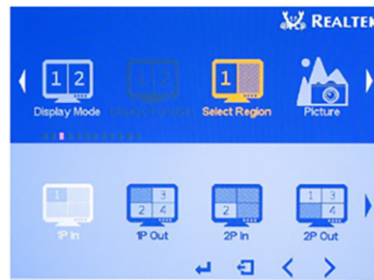 REALTEK
1 2
1
Display Mode
Select Region
Picture
1
3
2 4
2
1 3
4
1P In
1P Out
2P In
2P Out